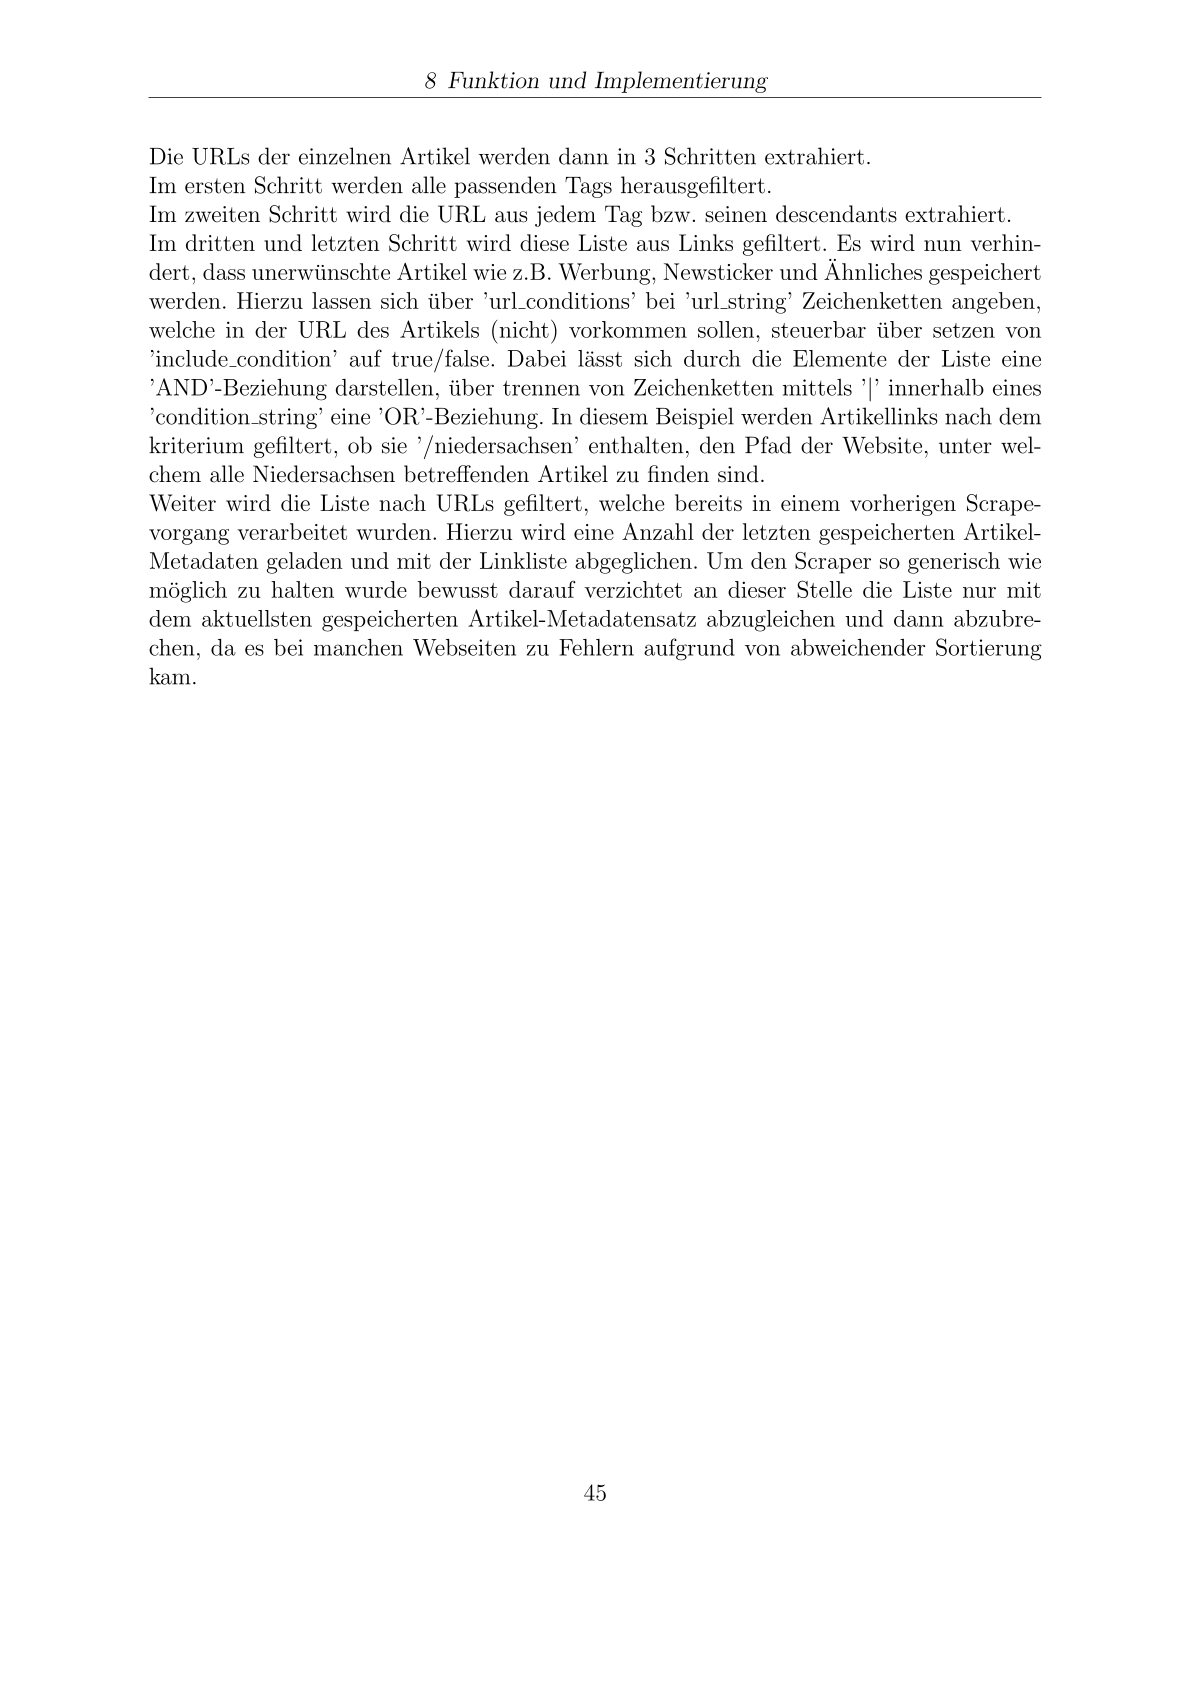 8 Funktion und Implementierung
Die URLs der einzelnen Artikel werden dann in 3 Schritten extrahiert.
Im ersten Schritt werden alle passenden Tags herausgefiltert.
Im zweiten Schritt wird die URL aus jedem Tag bzw. seinen descendants extrahiert.
Im dritten und letzten Schritt wird diese Liste aus Links gefiltert. Es wird nun verhin-
dert, dass unerwünschte Artikel wie z.B. Werbung, Newsticker und Ähnliches gespeichert
werden. Hierzu lassen sich über ’url_conditions’ bei ’url_string’ Zeichenketten angeben,
welche in der URL des Artikels (nicht) vorkommen sollen, steuerbar über setzen von
’include_condition’ auf true/false. Dabei lässt sich durch die Elemente der Liste eine
’AND’-Beziehung darstellen, über trennen von Zeichenketten mittels ’|’ innerhalb eines
’condition_string’ eine ’OR’-Beziehung. In diesem Beispiel werden Artikellinks nach dem
kriterium gefiltert, ob sie ’/niedersachsen’ enthalten, den Pfad der Website, unter wel-
chem alle Niedersachsen betreffenden Artikel zu finden sind.
Weiter wird die Liste nach URLs gefiltert, welche bereits in einem vorherigen Scrape-
vorgang verarbeitet wurden. Hierzu wird eine Anzahl der letzten gespeicherten Artikel-
Metadaten geladen und mit der Linkliste abgeglichen. Um den Scraper so generisch wie
möglich zu halten wurde bewusst darauf verzichtet an dieser Stelle die Liste nur mit
dem aktuellsten gespeicherten Artikel-Metadatensatz abzugleichen und dann abzubre-
chen, da es bei manchen Webseiten zu Fehlern aufgrund von abweichender Sortierung
kam.
45